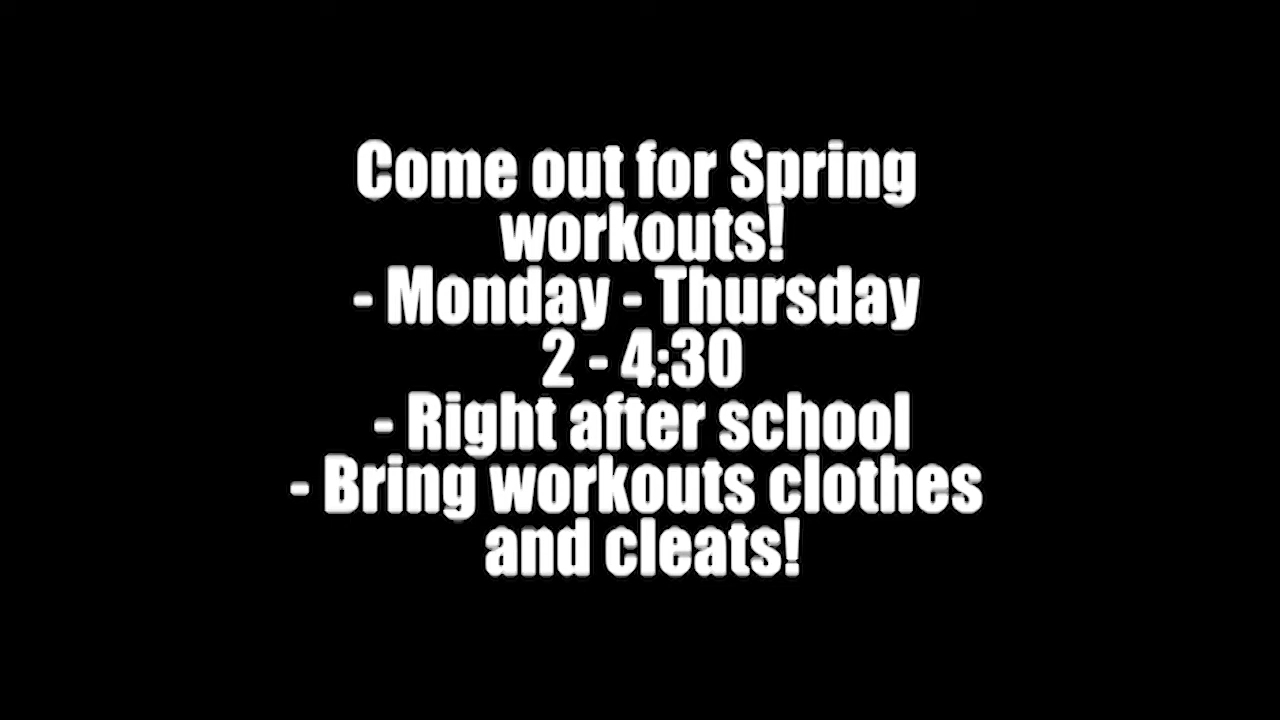 Come out for Spring
workouts!
- Monday - Thursday
2 - 4:30
- Right after school
- Bring workouts clothes
and cleats!